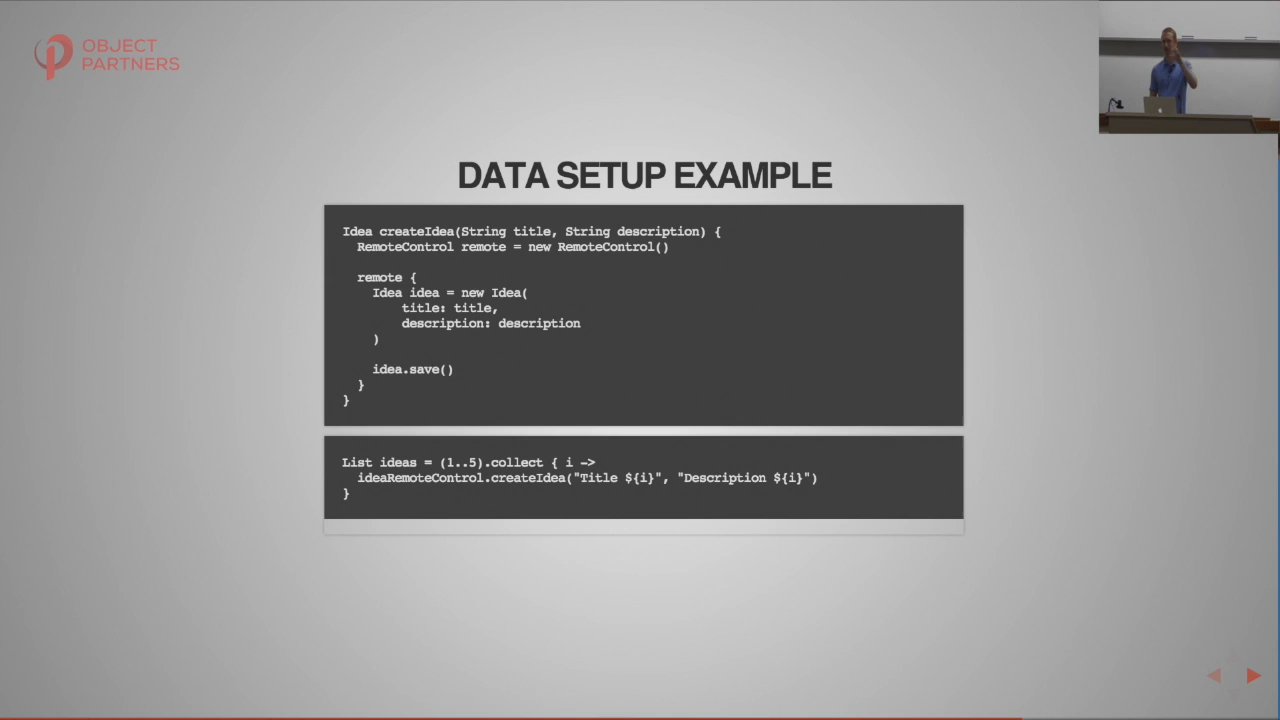 OBJECT
PARTNERS
DATA SETUP EXAMPLE
Idea createIdea(String title, String description) {
  RemoteControl remote = new RemoteControl()

  remote {
    Idea idea = new Idea(
        title: title,
        description: description
    )

    idea.save()
  }
}
List ideas = (1..5).collect { i ->
  ideaRemoteControl.createIdea("Title ${i}", "Description ${i}")
}